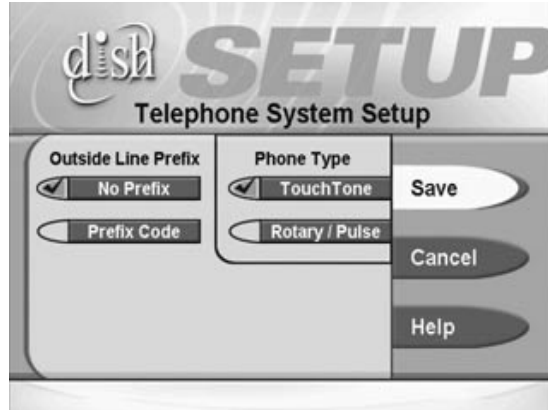 dish SETUP
Telephone System Setup
Outside Line Prefix
No Prefix
Prefix Code
Phone Type
TouchTone
Rotary / Pulse
Save
Cancel
Help